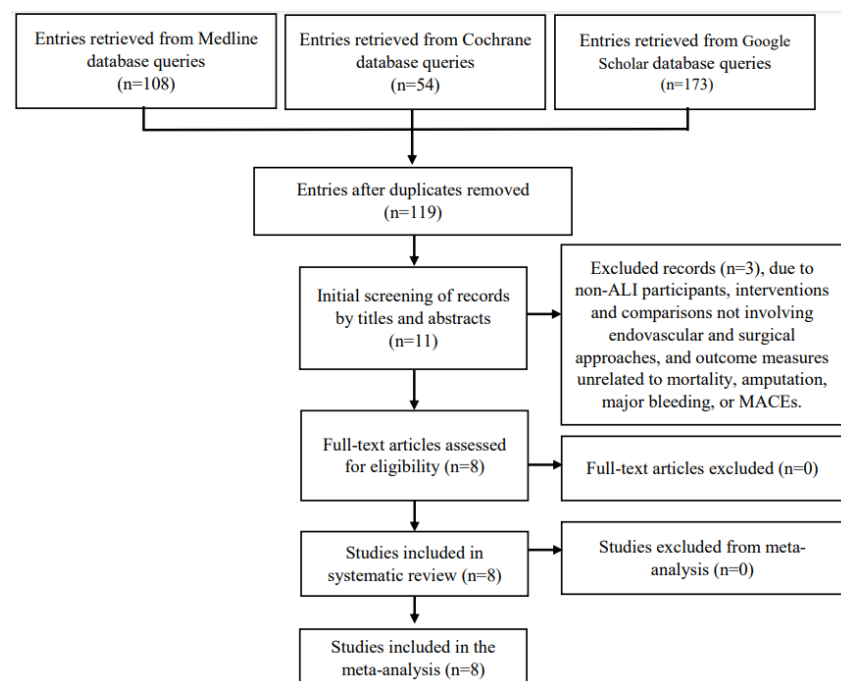 Entries retrieved from Medline
database queries
(n=108)
Entries retrieved from Cochrane
database queries
(n=54)
Entries retrieved from Google
Scholar database queries
(n=173)
Entries after duplicates removed
(n=119)
Initial screening of records
by titles and abstracts
(n=11)
Excluded records (n=3), due to
non-ALI participants, interventions
and comparisons not involving
endovascular and surgical
approaches, and outcome measures
unrelated to mortality, amputation,
major bleeding, or MACEs.
Full-text articles assessed
for eligibility (n=8)
Full-text articles excluded (n=0)
Studies included in
systematic review (n=8)
Studies excluded from meta-
analysis (n=0)
Studies included in the
meta-analysis (n=8)